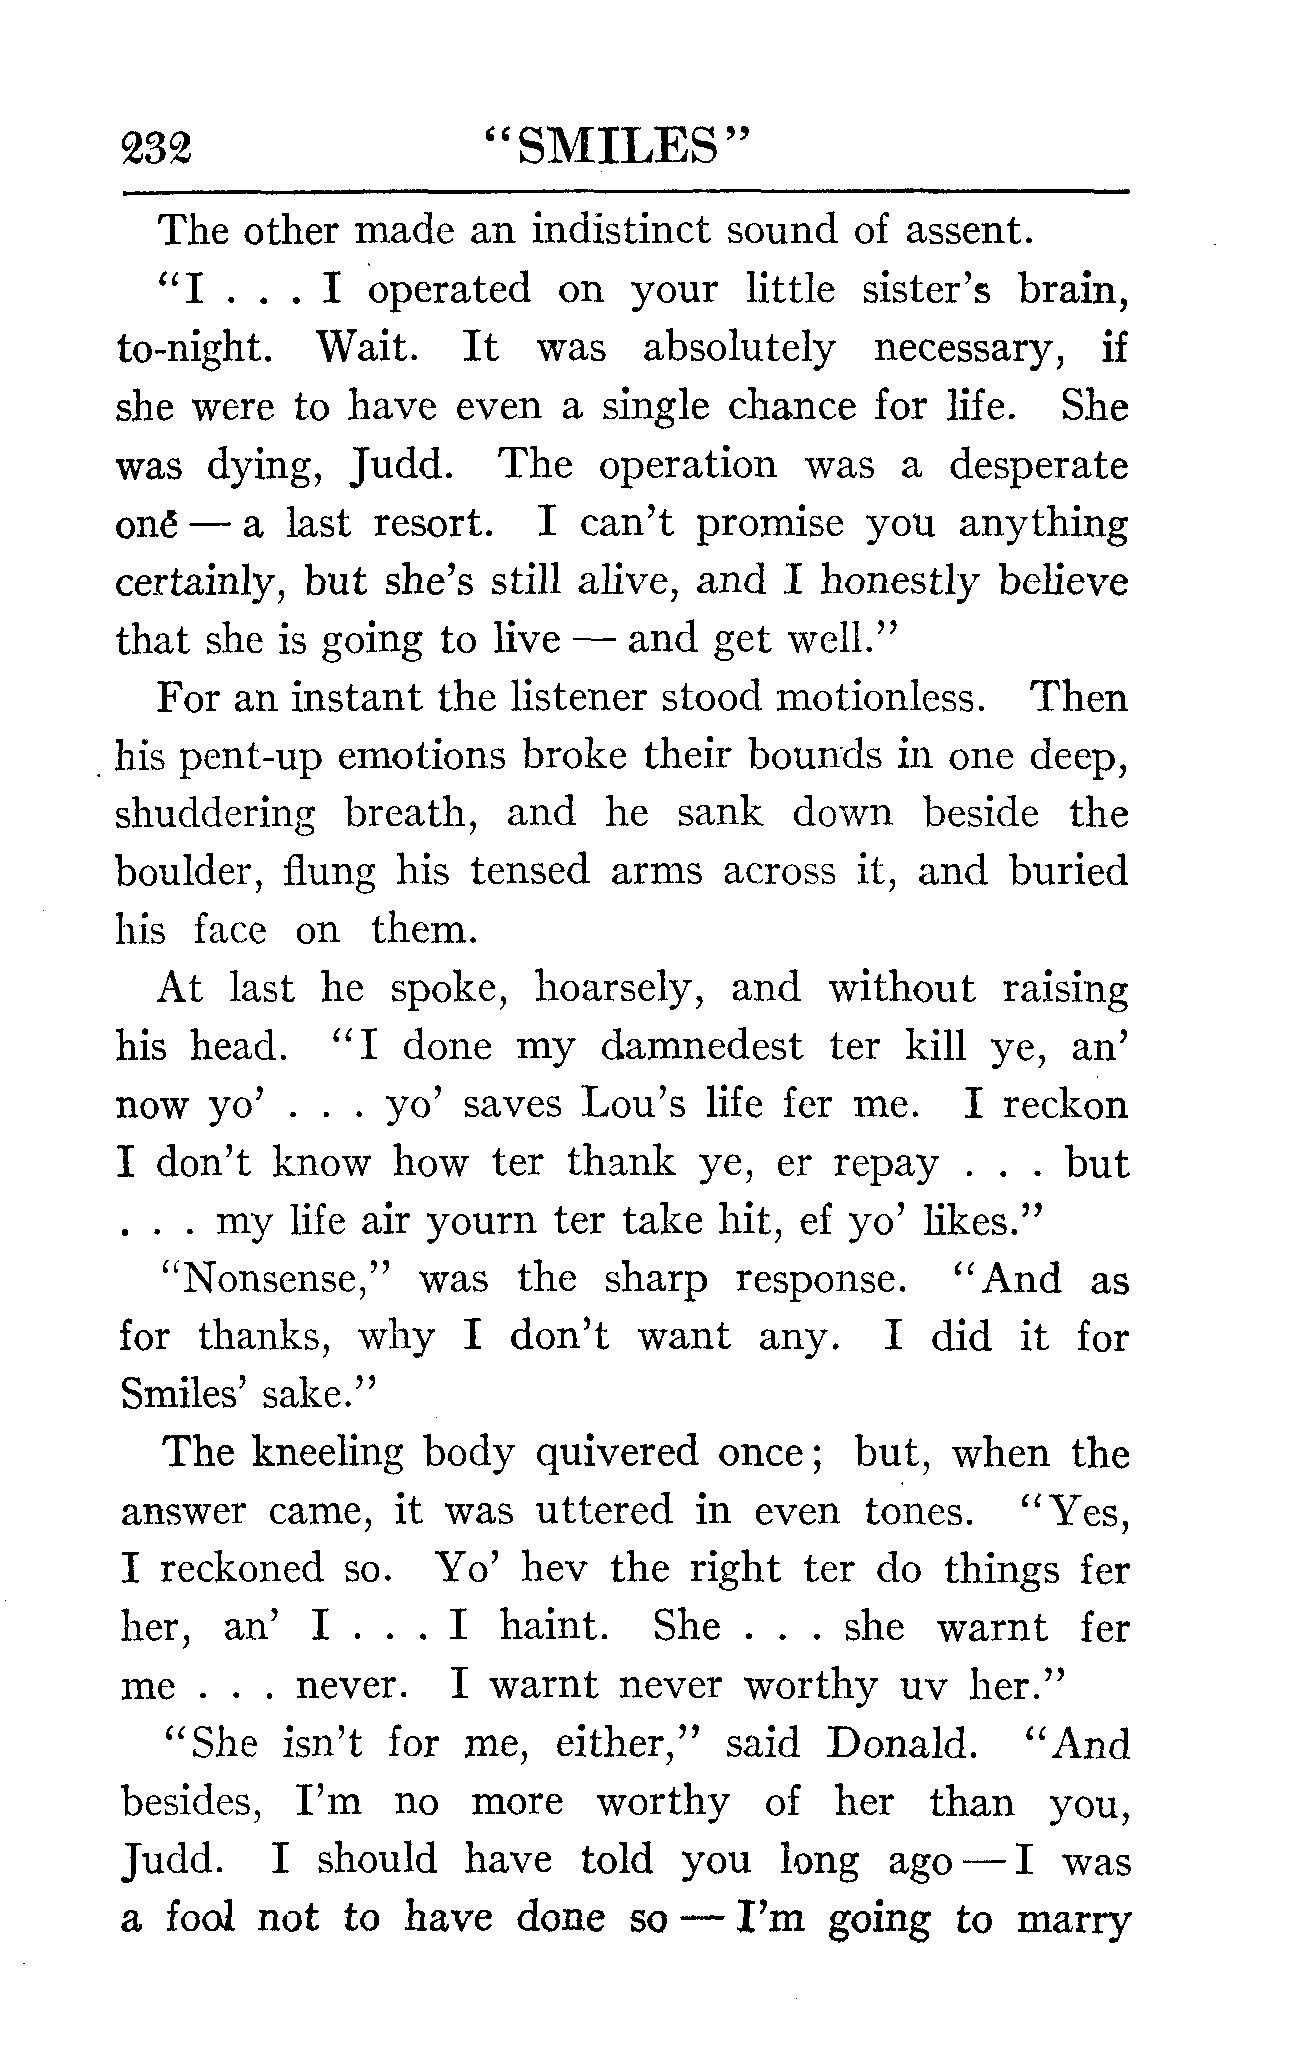 232 "SMILES"
The other made an indistinct sound of assent.
"I . . . I operated on your little sister's brain,
to-night. Wait. It was absolutely necessary, if
she were to have even a single chance for life. She
was dying, Judd. The operation was a desperate
one — a last resort. I can't promise you anything
certainly, but she's still alive, and I honestly believe
that she is going to live — and get well."
For an instant the listener stood motionless. Then
his pent-up emotions broke their bounds in one deep,
shuddering breath, and he sank down beside the
boulder, flung his tensed arms across it, and buried
his face on them.
At last he spoke, hoarsely, and without raising
his head. "I done my damnedest ter kill ye, an'
now yo' . . . yo' saves Lou's life fer me. I reckon
I don't know how ter thank ye, er repay . . . but
. . . my life air yourn ter take hit, ef yo' likes."
"Nonsense," was the sharp response. "And as
for thanks, why I don't want any. I did it for
Smiles' sake."
The kneeling body quivered once; but, when the
answer came, it was uttered in even tones. "Yes,
I reckoned so. Yo' hev the right ter do things fer
her, an' I . . . I haint. She . . . she warnt fer
me . . . never. I warnt never worthy uv her."
"She isn't for me, either," said Donald. "And
besides, I'm no more worthy of her than you,
Judd. I should have told you long ago — I was
a fool not to have done so — I'm going to marry